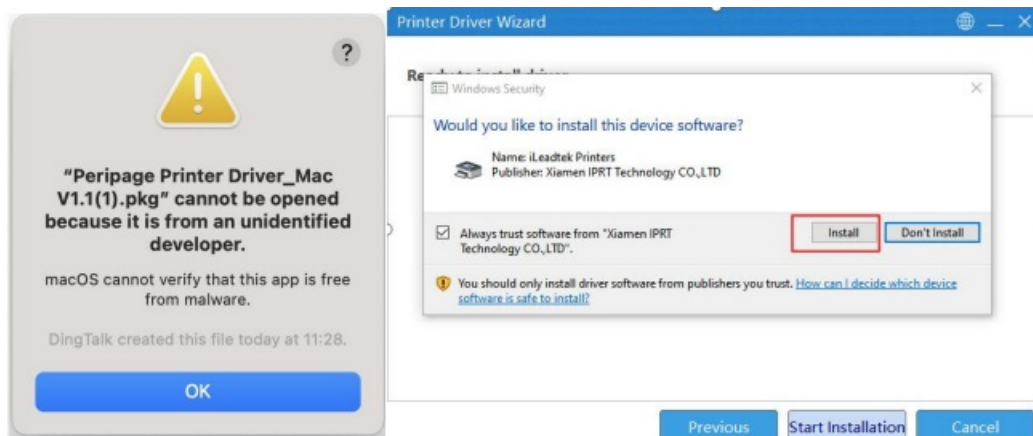 ?
"Peripage Printer Driver_Mac
V1.1(1).pkg" cannot be opened
because it is from an unidentified
developer.
macOS cannot verify that this app is free
from malware.
DingTalk created this file today at 11:28.
OK
Printer Driver Wizard
Windows Security
Would you like to install this device software?
Name: iLeadtek Printers
Publisher: Xiamen IPRT Technology CO.,LTD
Always trust software from "Xiamen IPRT
Technology CO.,LTD".
Install
Don't Install
You should only install driver software from publishers you trust. How can I decide which device
software is safe to install?
Previous
Start Installation
Cancel